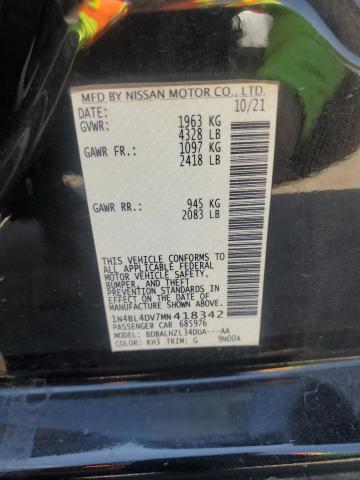 MFD BY NISSAN MOTOR CO., LTD.
DATE: 10/21
GVWR: 1963 KG
4328 LB
GAWR FR.: 1097 KG
2418 LB
GAWR RR.: 945 KG
2083 LB
THIS VEHICLE CONFORMS TO
ALL APPLICABLE FEDERAL
MOTOR VEHICLE SAFETY,
BUMPER, AND THEFT
PREVENTION STANDARDS IN
EFFECT ON THE DATE OF
MANUFACTURE SHOWN ABOVE.
1N4BL4DV7MN418342
PASSENGER CAR 685976
MODEL: BDBALHZL34DUA---AA
COLOR: KH3 TRIM: G 9N00A